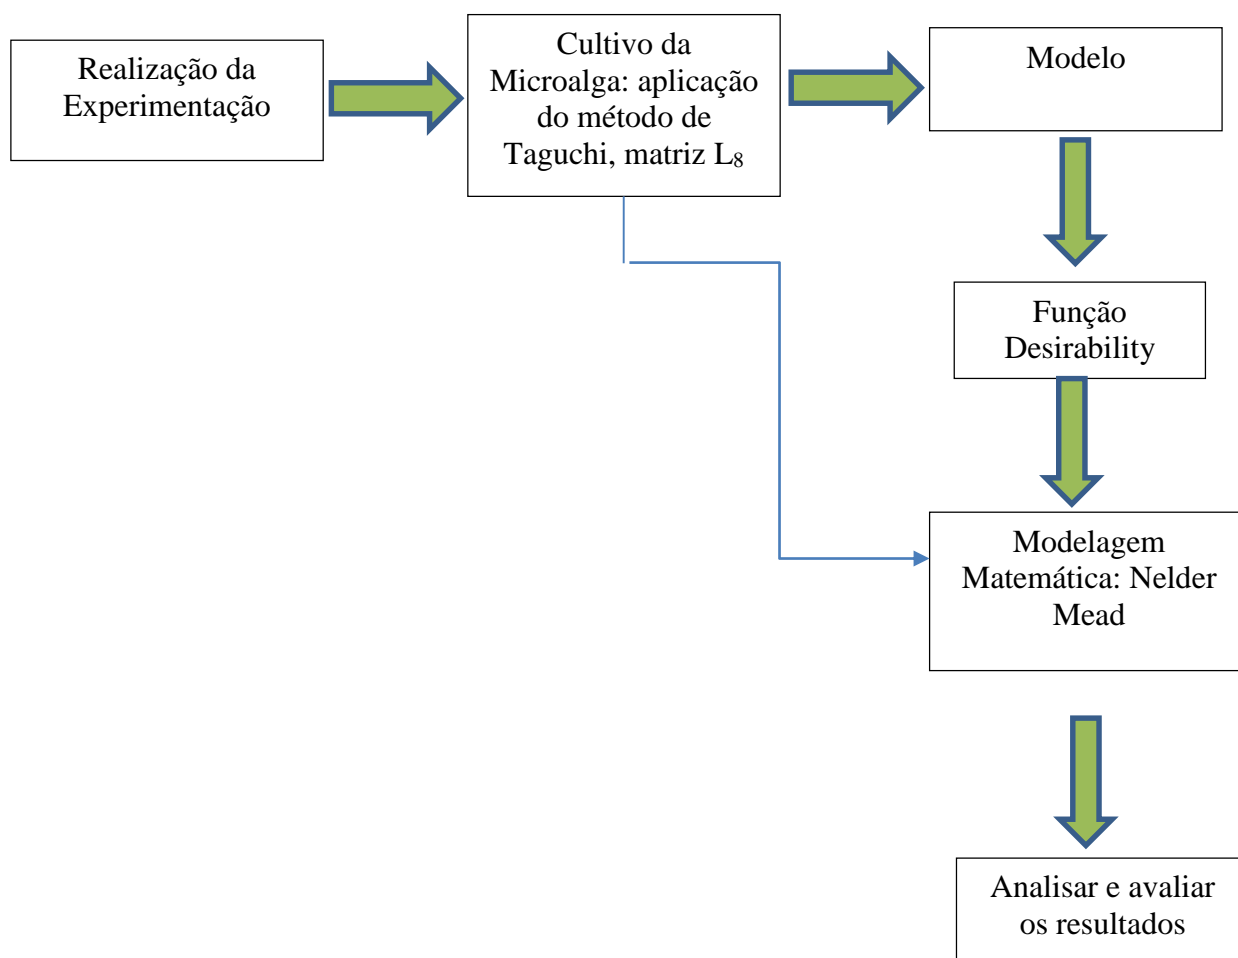 Realização da
Experimentação
Cultivo da
Microalga: aplicação
do método de
Taguchi, matriz L₈
Modelo
Função
Desirability
Modelagem
Matemática: Nelder
Mead
Analisar e avaliar
os resultados